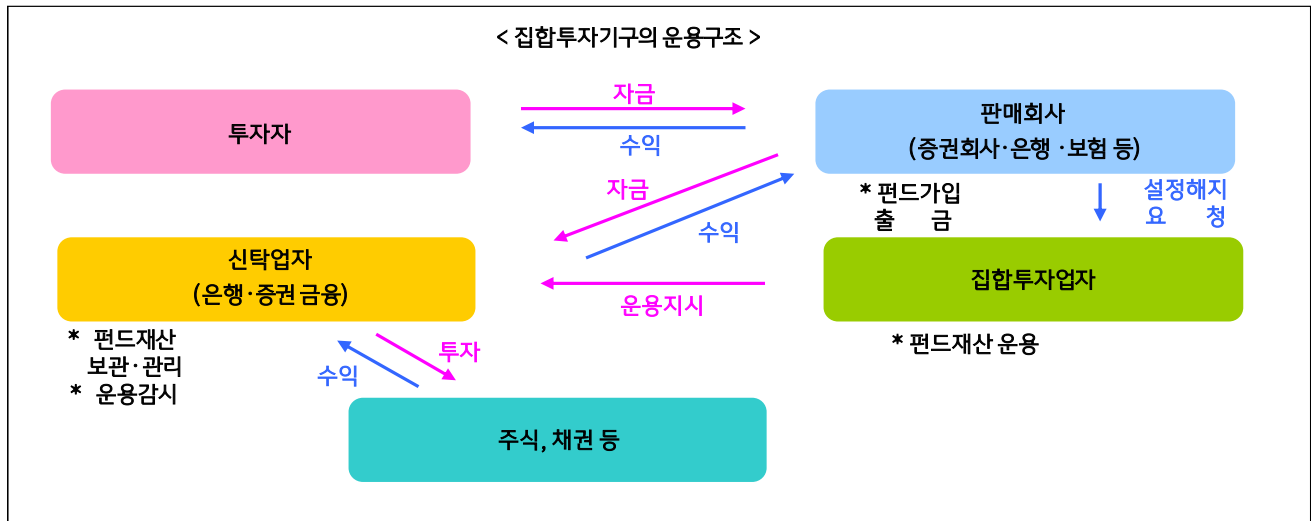 < 집합투자기구의 운용구조 >
투자자
자금
수익
판매회사
(증권회사·은행 ·보험 등)
자금
수익
* 펀드가입
출 금
설정해지
요 청
신탁업자
(은행·증권 금융)
운용지시
집합투자업자
* 펀드재산
보관·관리
* 운용감시
투자
수익
* 펀드재산 운용
주식, 채권 등